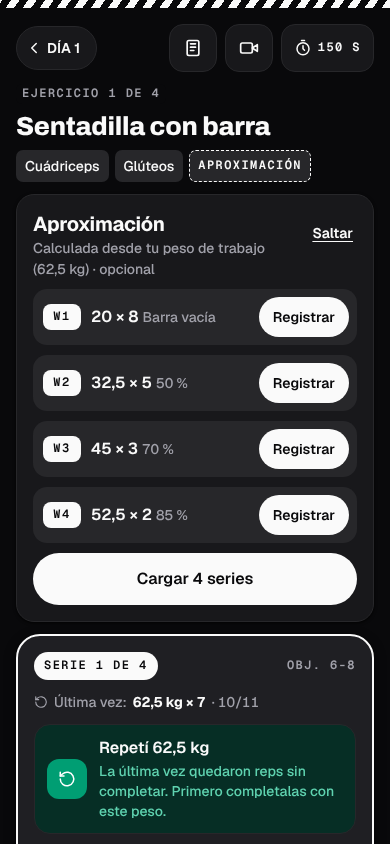 DÍA 1
150 S
EJERCICIO 1 DE 4
Sentadilla con barra
Cuádriceps
Glúteos
APROXIMACIÓN
Aproximación
Saltar
Calculada desde tu peso de trabajo
(62,5 kg) · opcional
W1 20 × 8 Barra vacía Registrar
W2 32,5 × 5 50 % Registrar
W3 45 × 3 70 % Registrar
W4 52,5 × 2 85 % Registrar
Cargar 4 series
SERIE 1 DE 4 OBJ. 6-8
Última vez: 62,5 kg × 7 · 10/11
Repetí 62,5 kg
La última vez quedaron reps sin
completar. Primero completalas con
este peso.